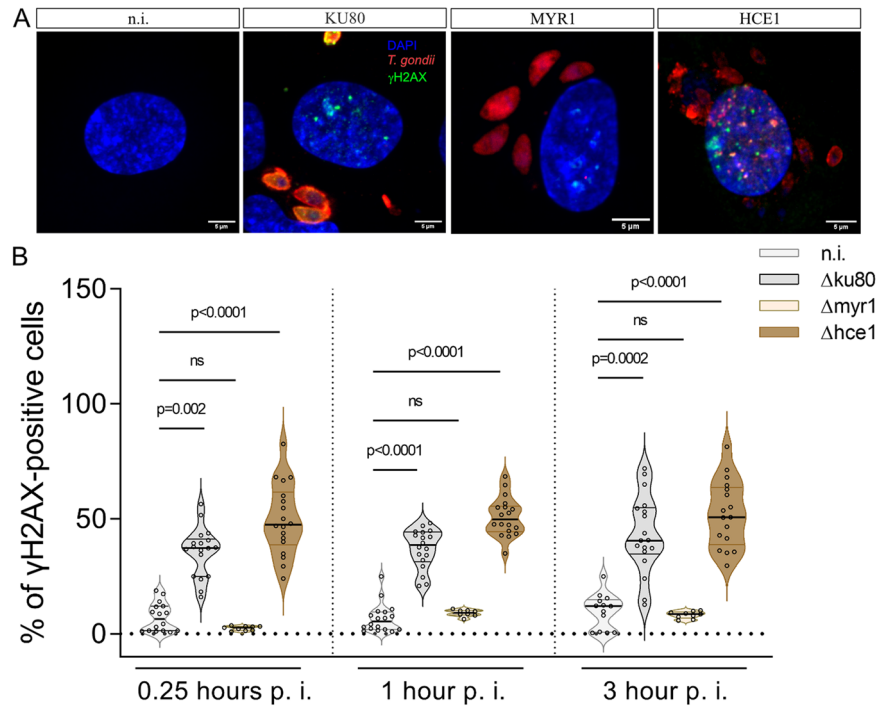 A
n.i.
KU80
MYR1
HCE1
DAPI
T. gondii
γH2AX
5 μm
5 μm
5 μm
5 μm
B
n.i.
Δku80
Δmyr1
Δhce1
% of γH2AX-positive cells
150
100
50
0
p<0.0001
ns
p=0.002
p<0.0001
ns
p<0.0001
p<0.0001
ns
p=0.0002
0.25 hours p. i.
1 hour p. i.
3 hour p. i.